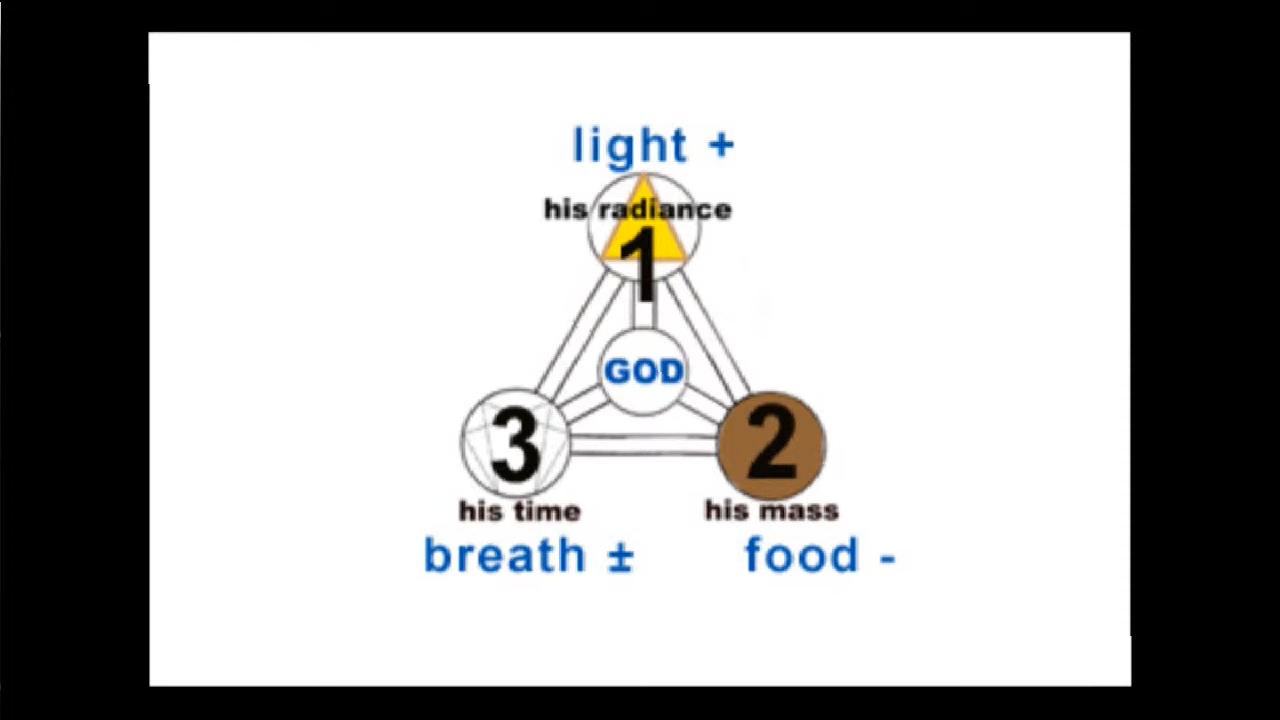 light +
his radiance
1
GOD
3
2
his time
his mass
breath ±
food -